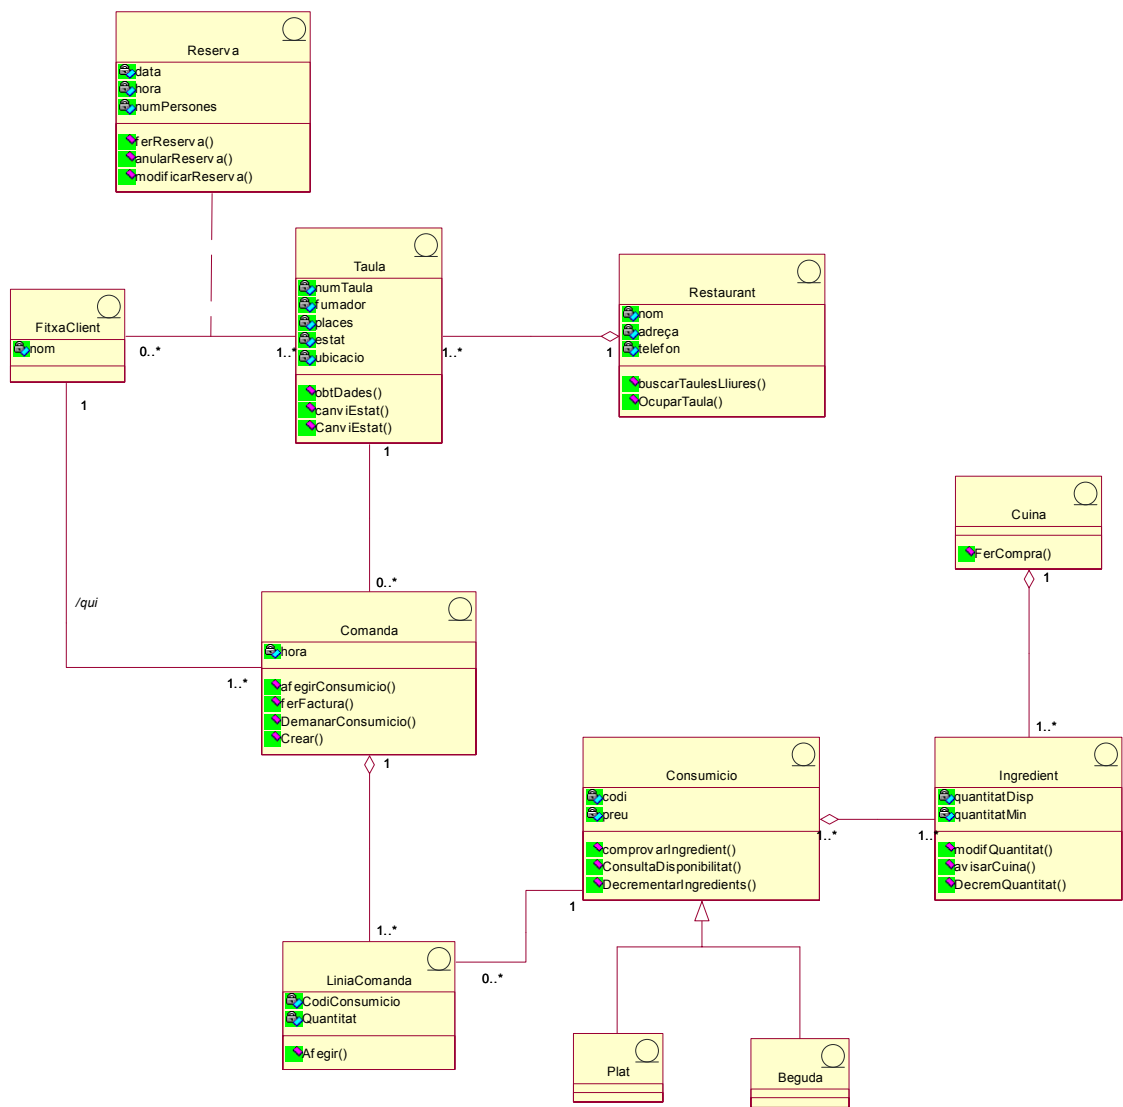 Reserva
data
hora
numPersones
ferReserva()
anularReserva()
modificarReserva()
Taula
numTaula
fumador
places
estat
ubicacio
obtDades()
canviEstat()
CanviEstat()
Restaurant
nom
adreça
telefon
buscarTaulesLliures()
OcuparTaula()
FitxaClient
nom
0..*
1..*
1..*
1
1
1
Cuina
FerCompra()
1
/qui
0..*
Comanda
hora
afegirConsumicio()
ferFactura()
DemanarConsumicio()
Crear()
1..*
1
1..*
Consumicio
codi
preu
comprovarIngredient()
ConsultaDisponibilitat()
DecrementarIngredients()
Ingredient
quantitatDisp
quantitatMin
modifQuantitat()
avisarCuina()
DecremQuantitat()
1..*
1..*
1
1..*
0..*
LiniaComanda
CodiConsumicio
Quantitat
Afegir()
Plat
Beguda